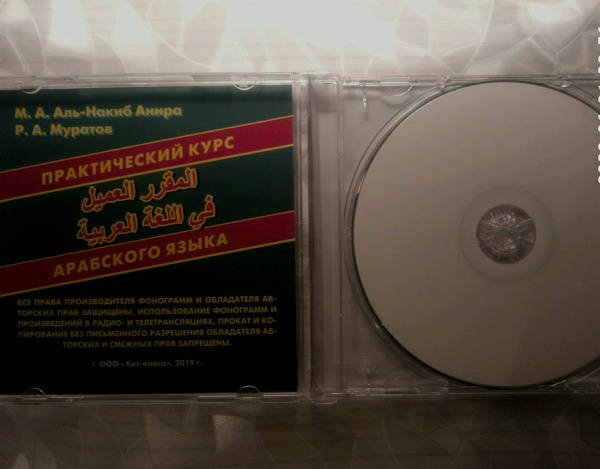 М. А. Аль-Накиб Анира
Р. А. Муратов
ПРАКТИЧЕСКИЙ КУРС
المقرر العميل
في اللغة العربية
АРАБСКОГО ЯЗЫКА
ВСЕ ПРАВА ПРОИЗВОДИТЕЛЯ ФОНОГРАММ И ОБЛАДАТЕЛЯ АВ-
ТОРСКИХ ПРАВ ЗАЩИЩЕНЫ, ИСПОЛЬЗОВАНИЕ ФОНОГРАММ И
ПРОИЗВЕДЕНИЙ В РАДИО- И ТЕЛЕТРАНСЛЯЦИЯХ, ПРОКАТ И КО-
ПИРОВАНИЕ БЕЗ ПИСЬМЕННОГО РАЗРЕШЕНИЯ ОБЛАДАТЕЛЯ АВ-
ТОРСКИХ И СМЕЖНЫХ ПРАВ ЗАПРЕЩЕНЫ.
© ООО «Хит-книга», 2019 г.